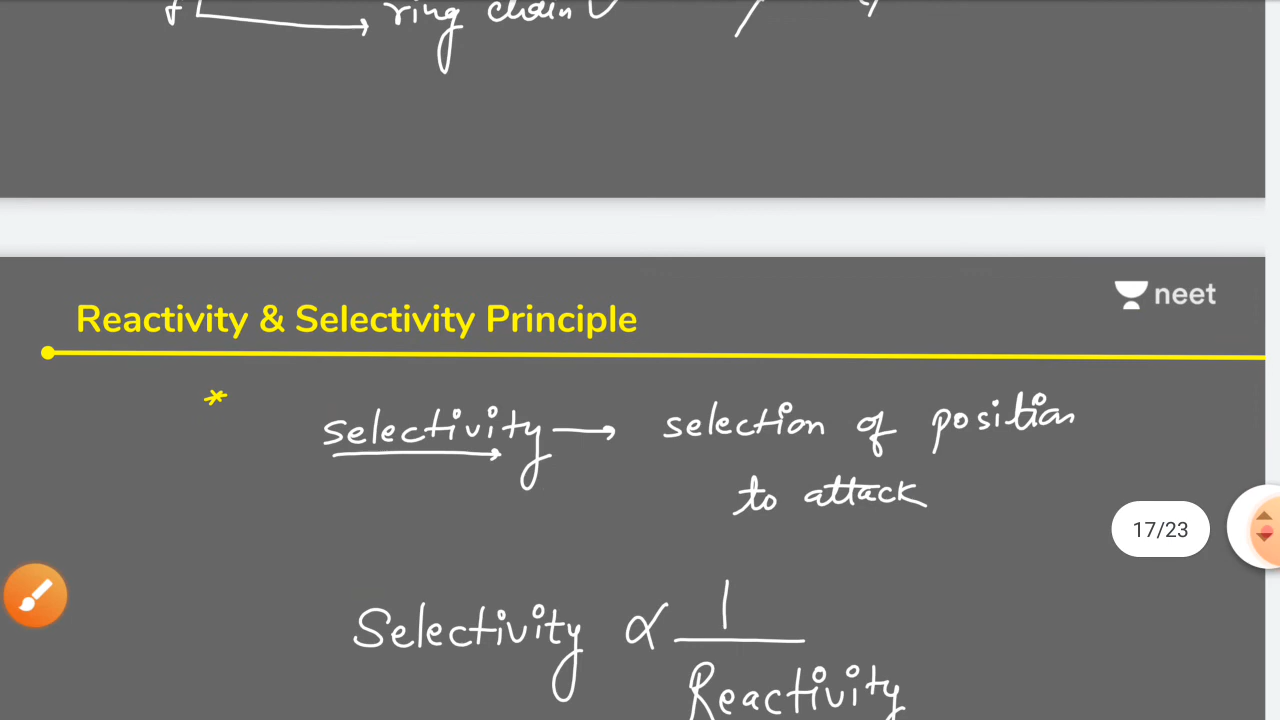 ring chain
Reactivity & Selectivity Principle
neet
*
selectivity → selection of position
to attack
17/23
Selectivity ∝ 1
Reactivity